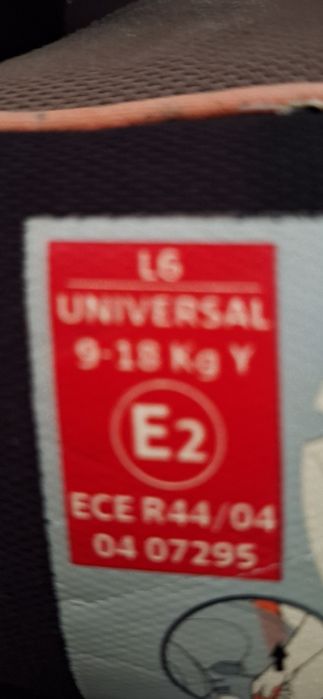 L6
UNIVERSAL
9-18 Kg Y
E2
ECE R44/04
04 07295